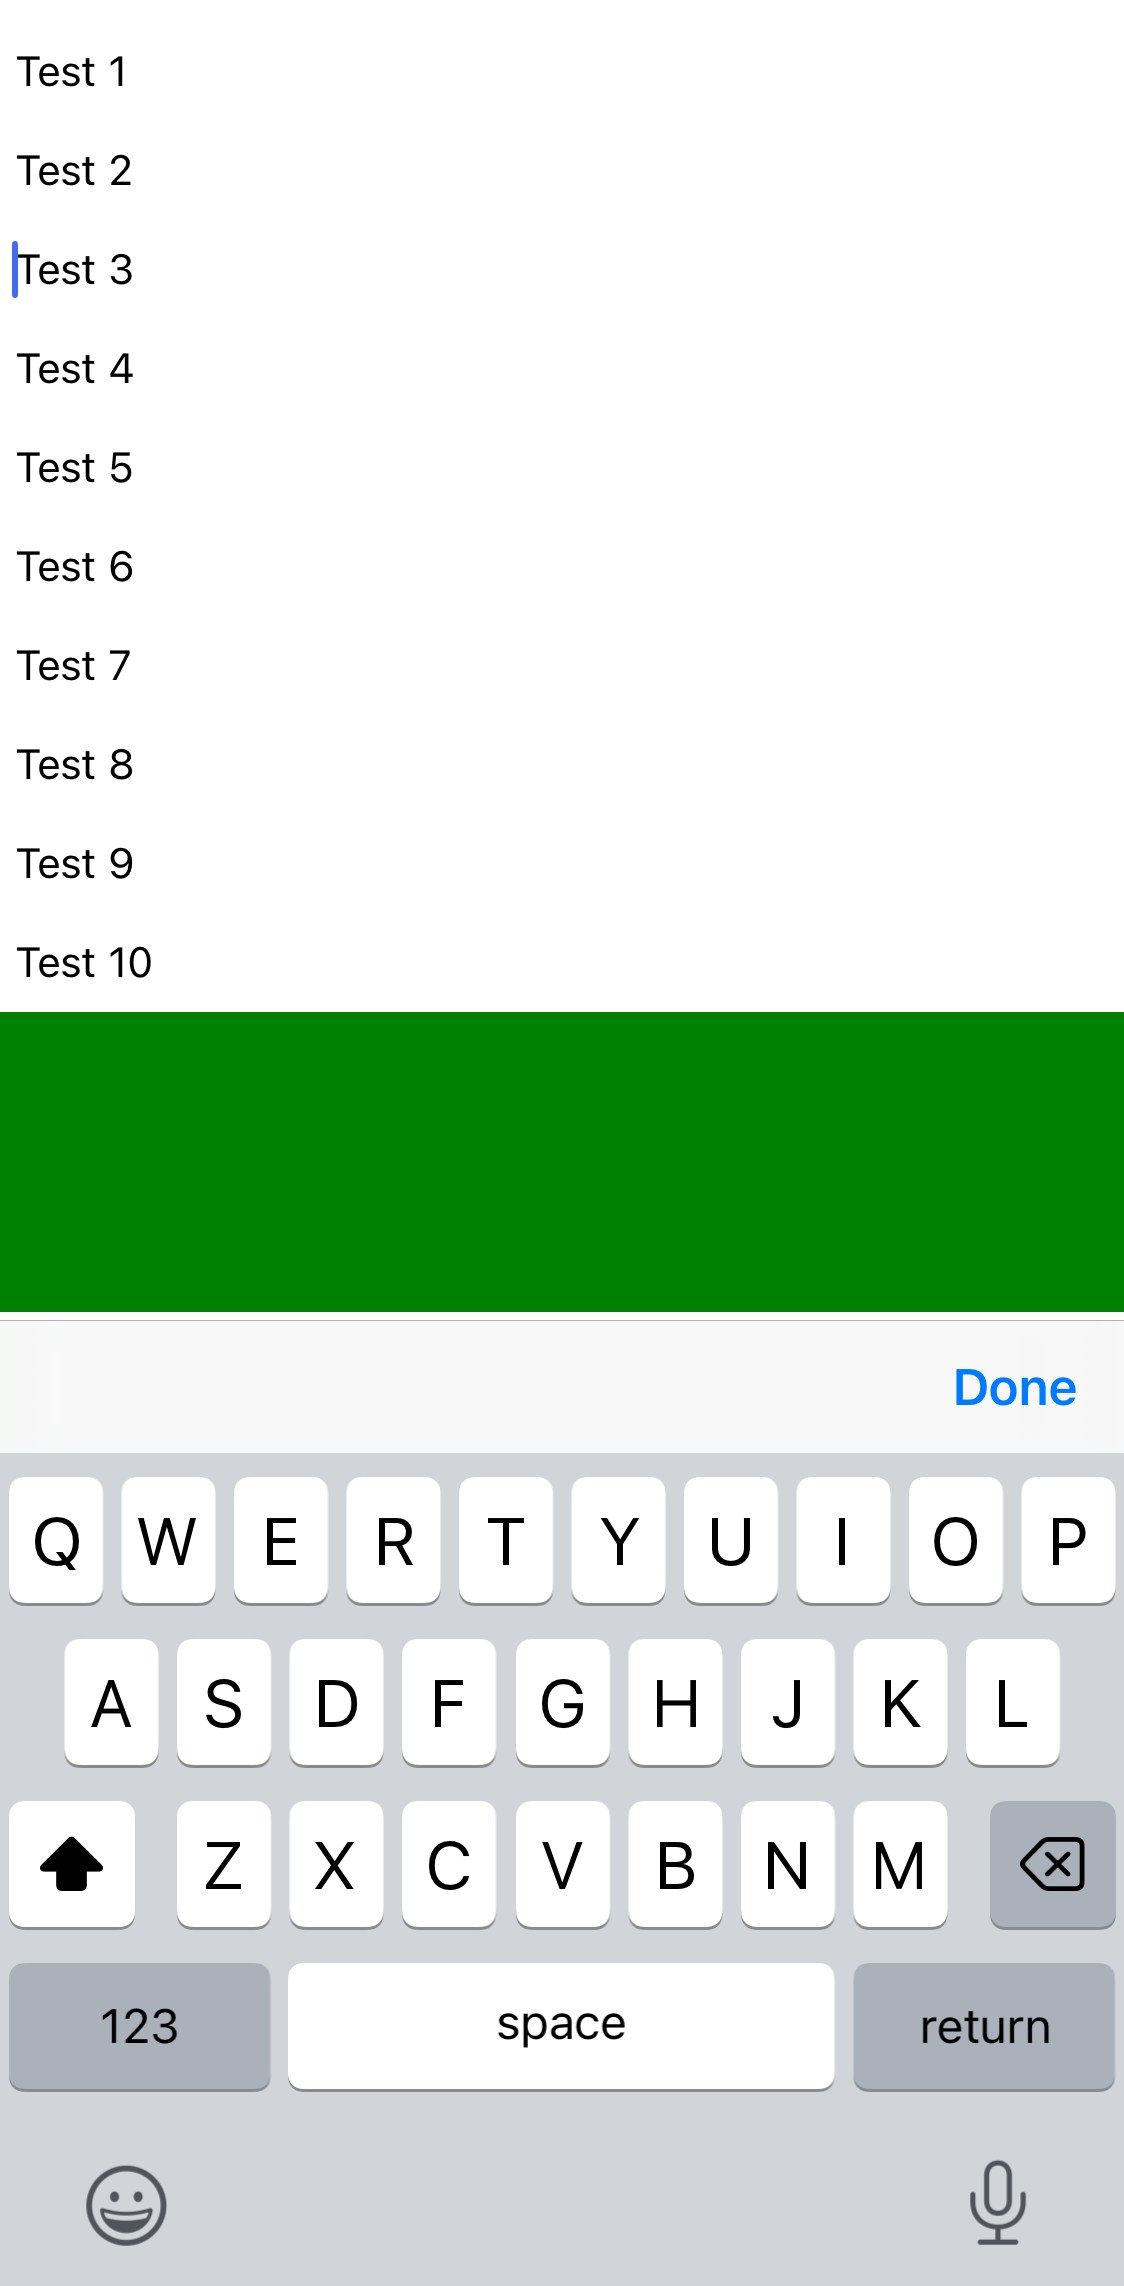 Test 1
Test 2
Test 3
Test 4
Test 5
Test 6
Test 7
Test 8
Test 9
Test 10
Done
Q W E R T Y U I O P
A S D F G H J K L
Z X C V B N M
123 space return